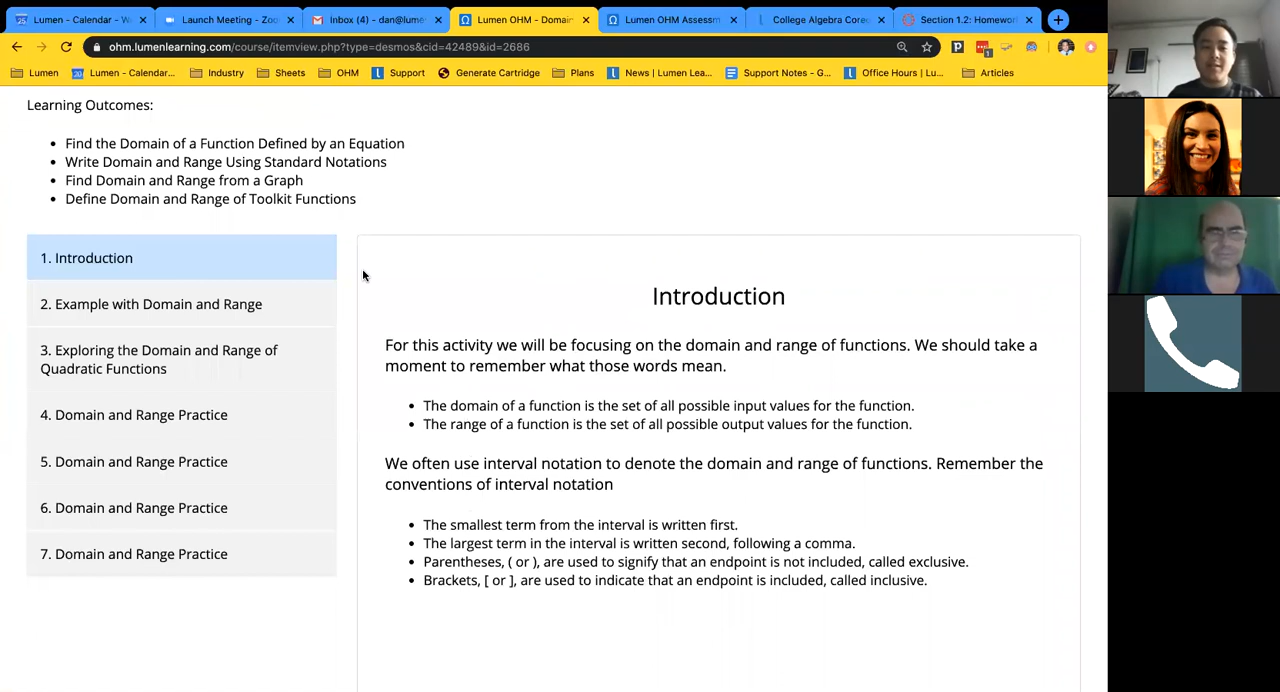 Lumen - Calendar - We
Launch Meeting - Zoo
Inbox (4) - dan@lume
Lumen OHM - Domain
Lumen OHM Assessm
College Algebra Coreq
Section 1.2: Homewor
ohm.lumenlearning.com/course/itemview.php?type=desmos&cid=42489&id=2686
Lumen
Lumen - Calendar...
Industry
Sheets
OHM
Support
Generate Cartridge
Plans
News | Lumen Lea...
Support Notes - G...
Office Hours | Lu...
Articles
Learning Outcomes:
• Find the Domain of a Function Defined by an Equation
• Write Domain and Range Using Standard Notations
• Find Domain and Range from a Graph
• Define Domain and Range of Toolkit Functions
1. Introduction
2. Example with Domain and Range
3. Exploring the Domain and Range of
Quadratic Functions
4. Domain and Range Practice
5. Domain and Range Practice
6. Domain and Range Practice
7. Domain and Range Practice
Introduction
For this activity we will be focusing on the domain and range of functions. We should take a
moment to remember what those words mean.
• The domain of a function is the set of all possible input values for the function.
• The range of a function is the set of all possible output values for the function.
We often use interval notation to denote the domain and range of functions. Remember the
conventions of interval notation
• The smallest term from the interval is written first.
• The largest term in the interval is written second, following a comma.
• Parentheses, ( or ), are used to signify that an endpoint is not included, called exclusive.
• Brackets, [ or ], are used to indicate that an endpoint is included, called inclusive.